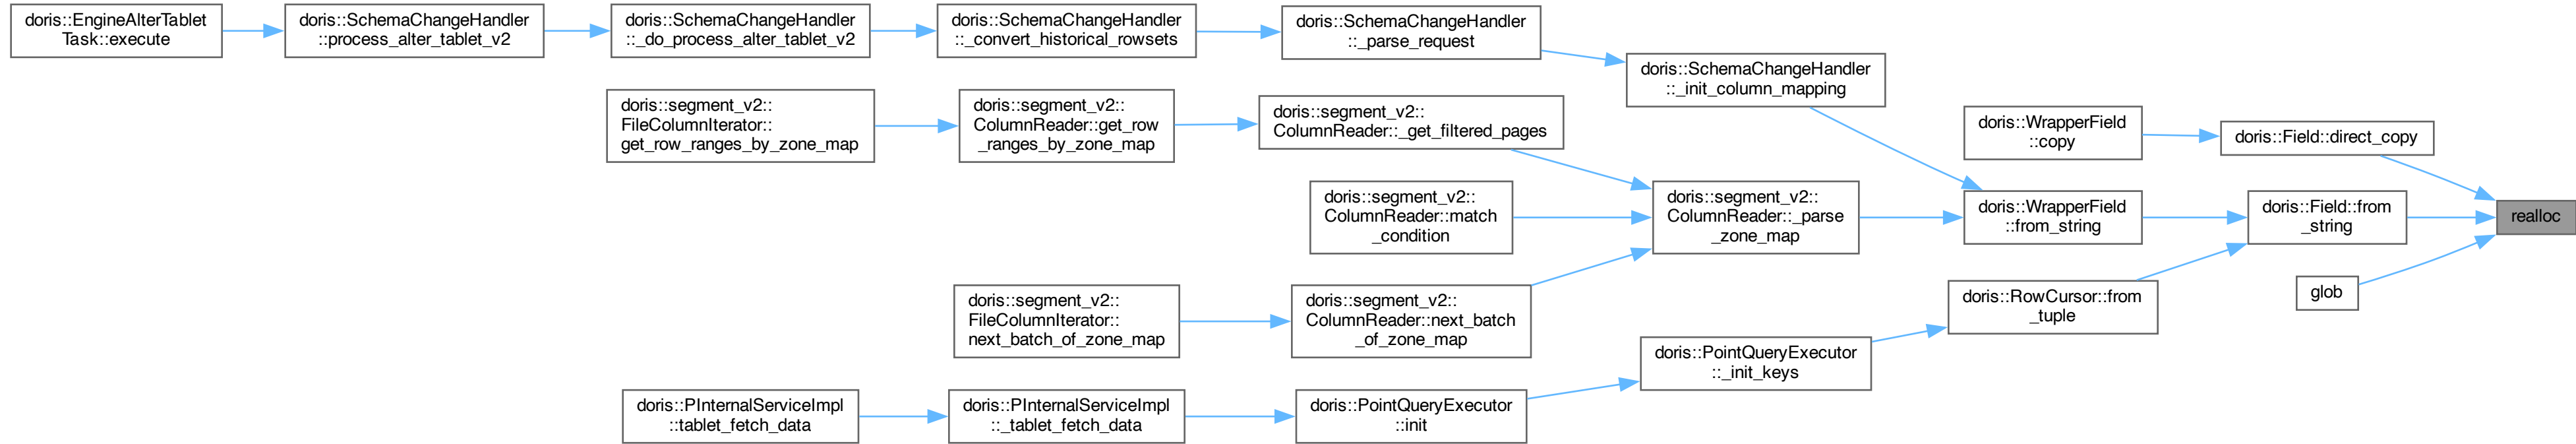 doris::EngineAlterTablet
Task::execute
doris::SchemaChangeHandler
::process_alter_tablet_v2
doris::SchemaChangeHandler
::_do_process_alter_tablet_v2
doris::SchemaChangeHandler
::_convert_historical_rowsets
doris::SchemaChangeHandler
::_parse_request
doris::SchemaChangeHandler
::_init_column_mapping
doris::segment_v2::
FileColumnIterator::
get_row_ranges_by_zone_map
doris::segment_v2::
ColumnReader::get_row
_ranges_by_zone_map
doris::segment_v2::
ColumnReader::_get_filtered_pages
doris::WrapperField
::copy
doris::Field::direct_copy
doris::segment_v2::
ColumnReader::match
_condition
doris::segment_v2::
ColumnReader::_parse
_zone_map
doris::WrapperField
::from_string
doris::Field::from
_string
realloc
glob
doris::segment_v2::
FileColumnIterator::
next_batch_of_zone_map
doris::segment_v2::
ColumnReader::next_batch
_of_zone_map
doris::RowCursor::from
_tuple
doris::PointQueryExecutor
::_init_keys
doris::PInternalServiceImpl
::tablet_fetch_data
doris::PInternalServiceImpl
::_tablet_fetch_data
doris::PointQueryExecutor
::init